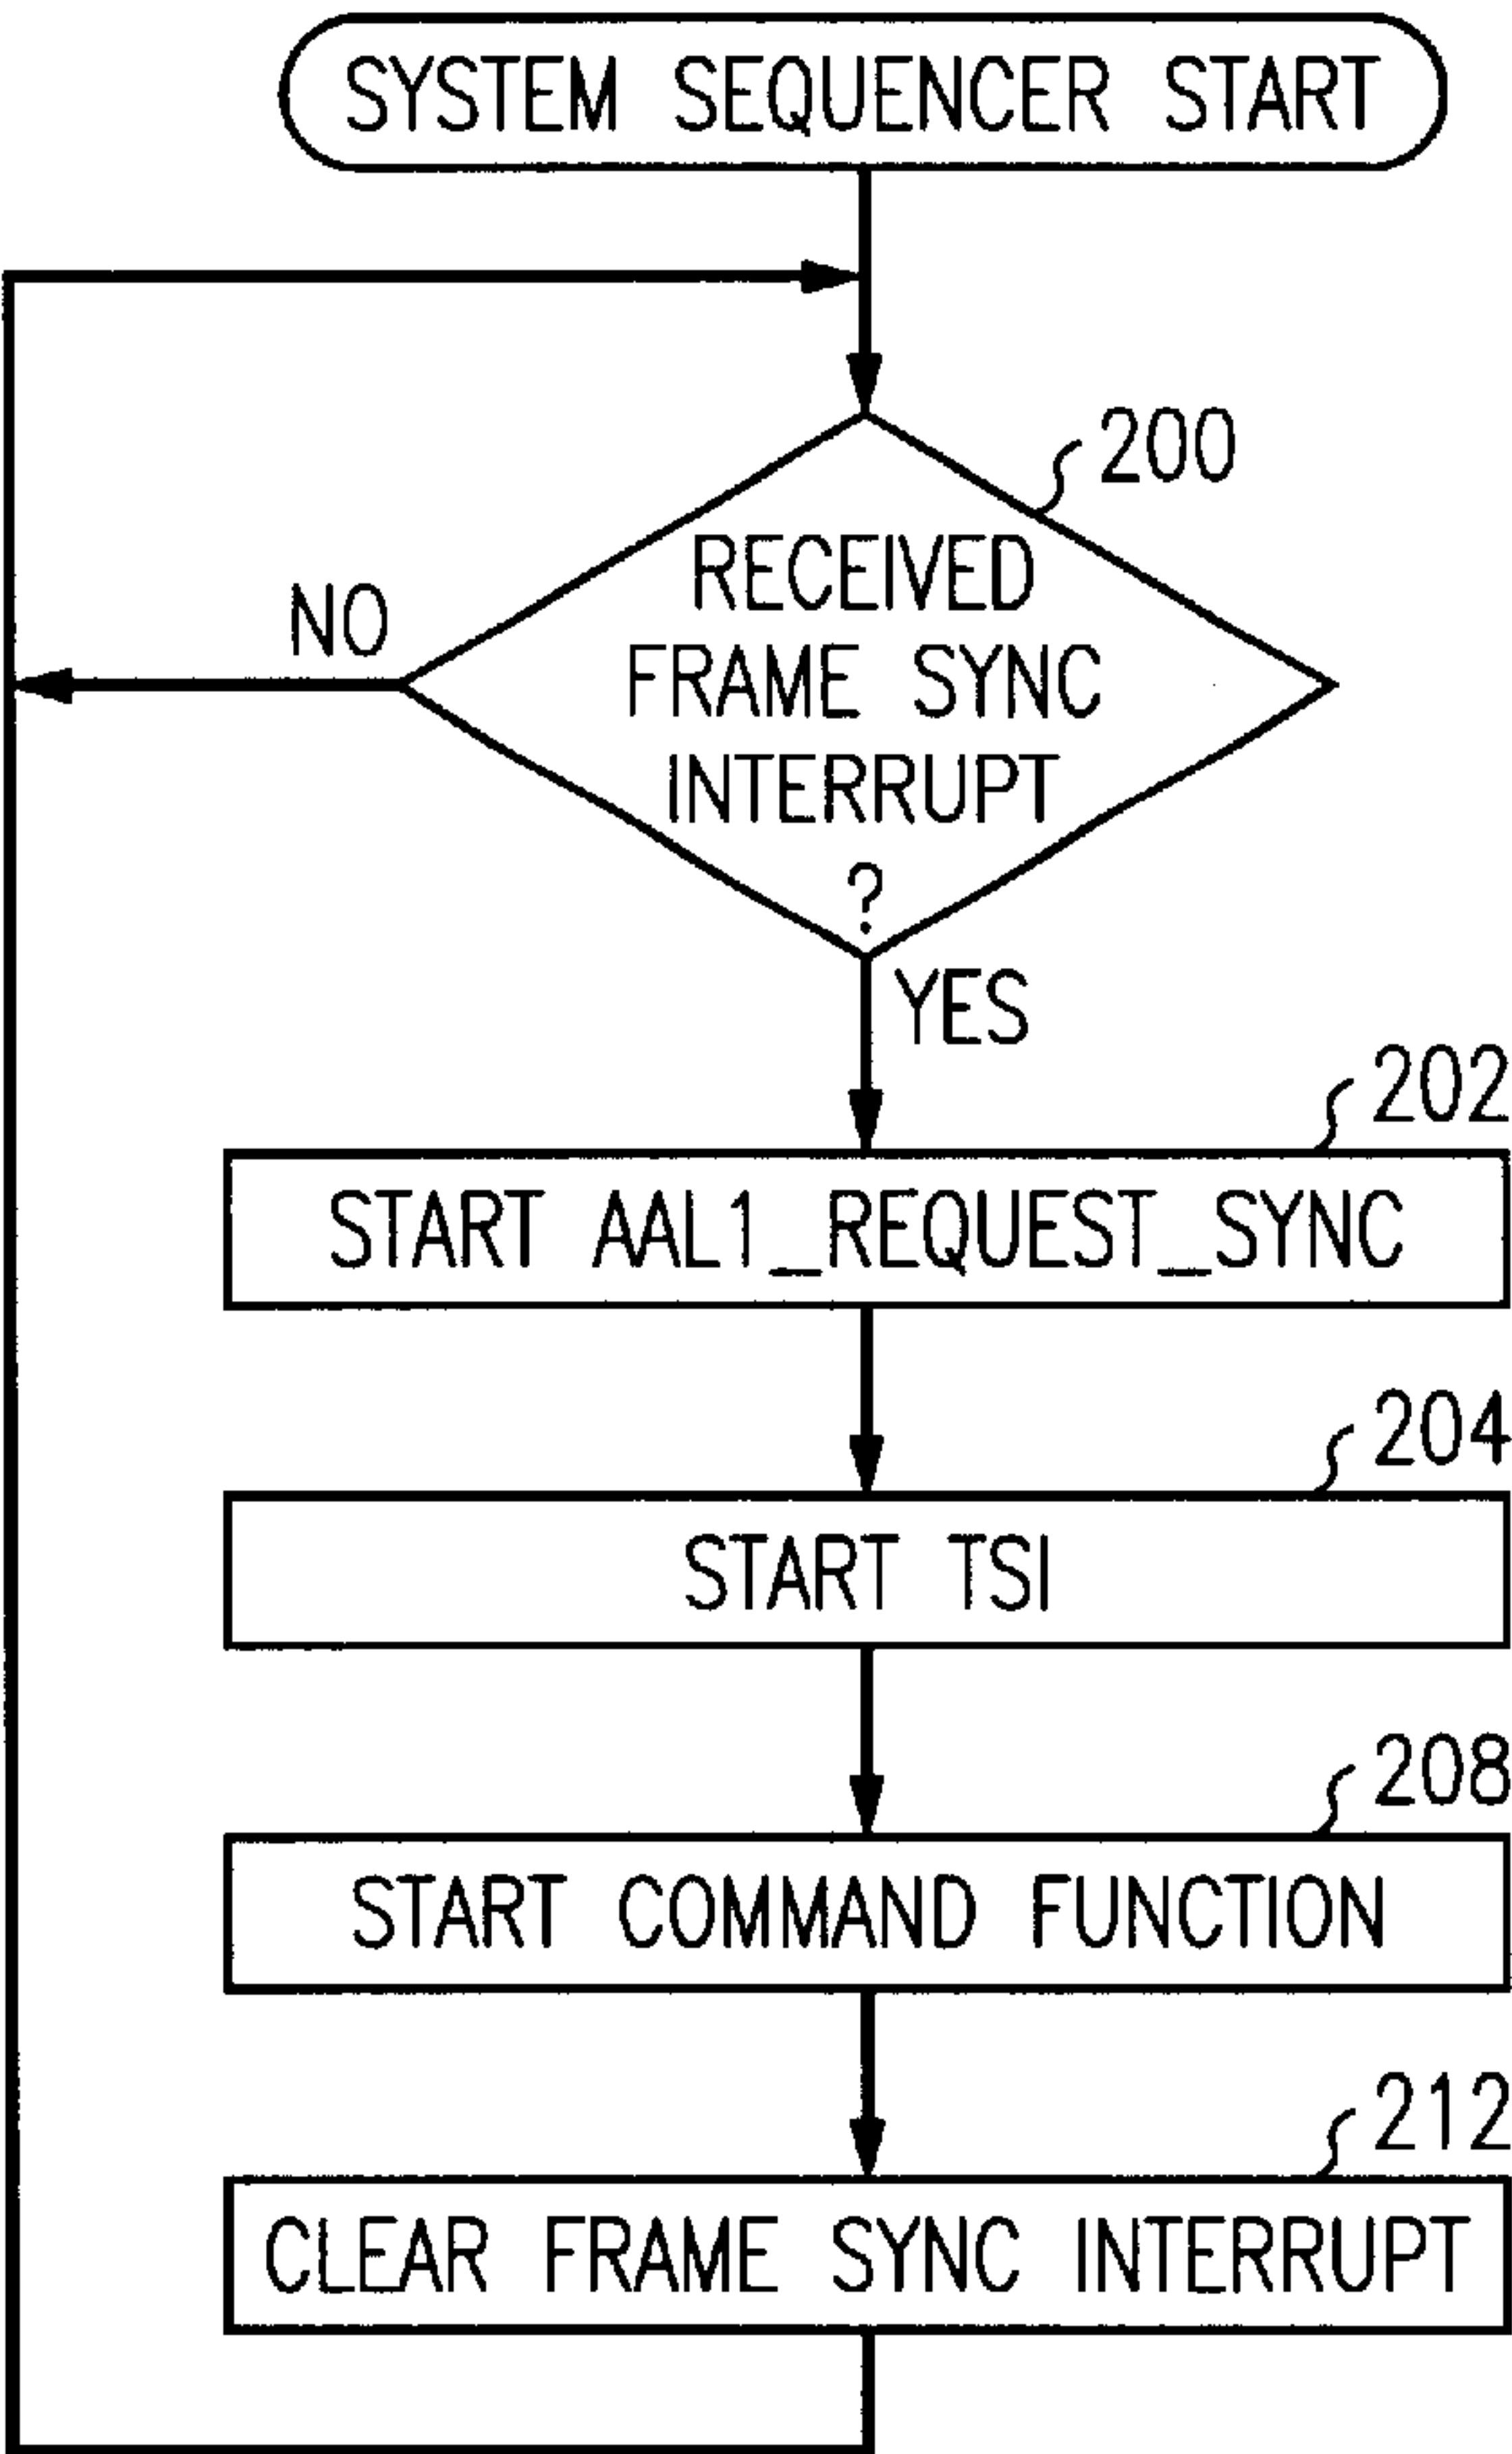 SYSTEM SEQUENCER START
200
RECEIVED
FRAME SYNC
INTERRUPT
?
NO
YES
202
START AAL1_REQUEST_SYNC
204
START TSI
208
START COMMAND FUNCTION
212
CLEAR FRAME SYNC INTERRUPT